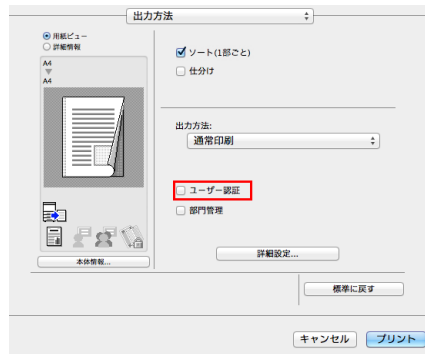 出力方法
用紙ビュー
詳細情報
A4
A4
本体情報...
ソート(1部ごと)
仕分け
出力方法:
通常印刷
ユーザー認証
部門管理
詳細設定...
標準に戻す
キャンセル
プリント